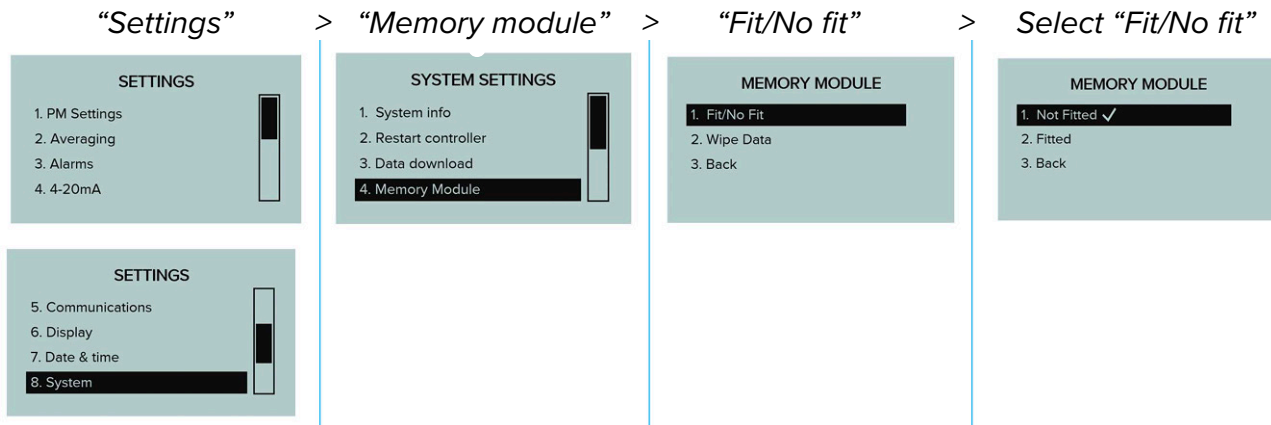 “Settings” > “Memory module” > “Fit/No fit” > Select “Fit/No fit”
SETTINGS
1. PM Settings
2. Averaging
3. Alarms
4. 4-20mA
SETTINGS
5. Communications
6. Display
7. Date & time
8. System
SYSTEM SETTINGS
1. System info
2. Restart controller
3. Data download
4. Memory Module
MEMORY MODULE
1. Fit/No Fit
2. Wipe Data
3. Back
MEMORY MODULE
1. Not Fitted ✓
2. Fitted
3. Back